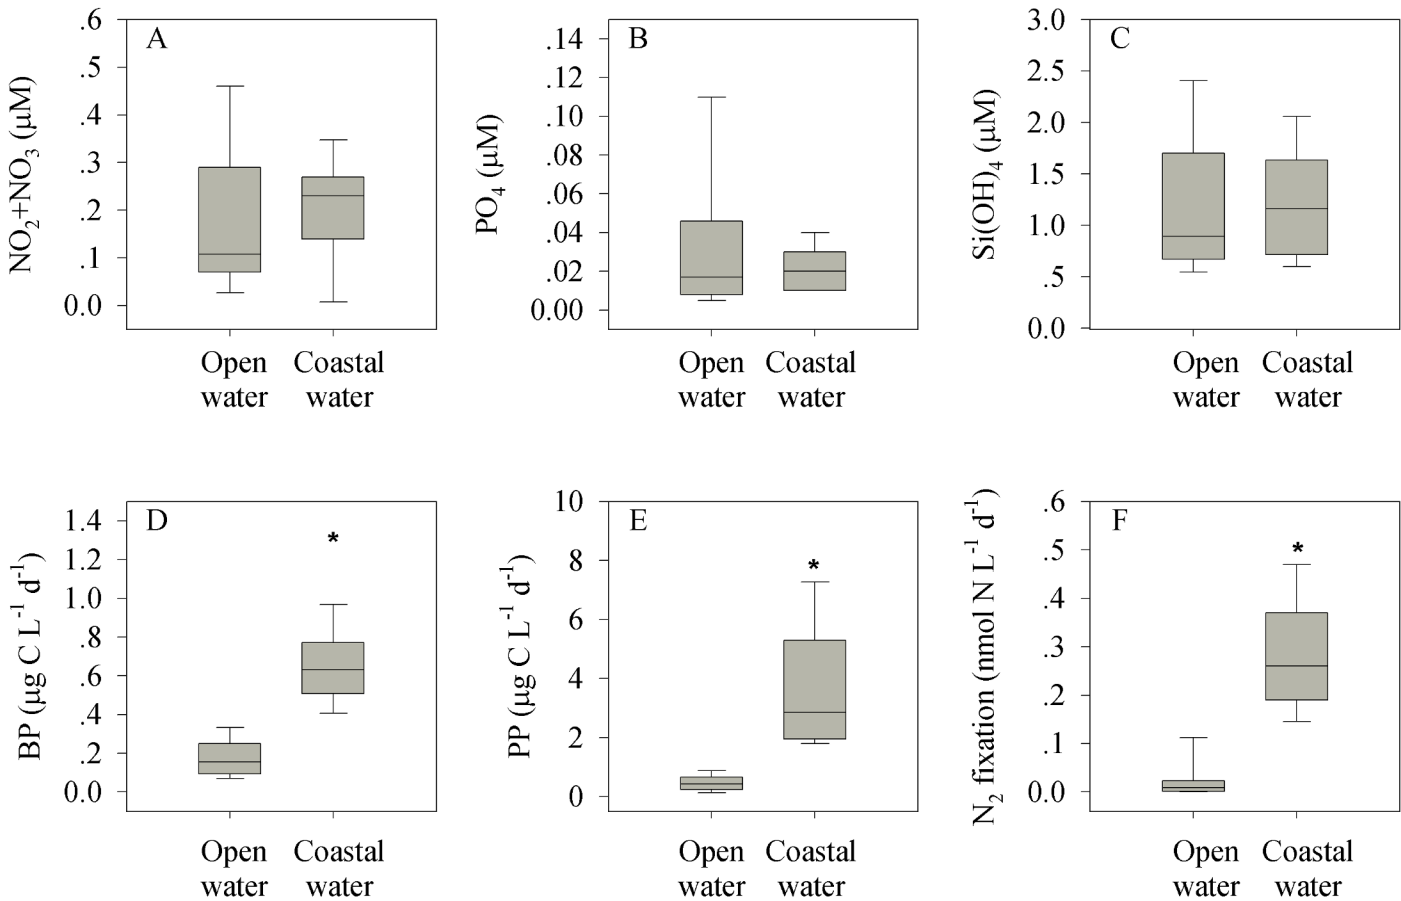 A
NO₂+NO₃ (μM)
.6
.5
.4
.3
.2
.1
0.0
Open water
Coastal water
B
PO₄ (μM)
.14
.12
.10
.08
.06
.04
.02
0.00
Open water
Coastal water
C
Si(OH)₄ (μM)
3.0
2.5
2.0
1.5
1.0
.5
0.0
Open water
Coastal water
D
BP (μg C L⁻¹ d⁻¹)
1.4
1.2
1.0
.8
.6
.4
.2
0.0
*
Open water
Coastal water
E
PP (μg C L⁻¹ d⁻¹)
10
8
6
4
2
0
*
Open water
Coastal water
F
N₂ fixation (nmol N L⁻¹ d⁻¹)
.6
.5
.4
.3
.2
.1
0.0
*
Open water
Coastal water